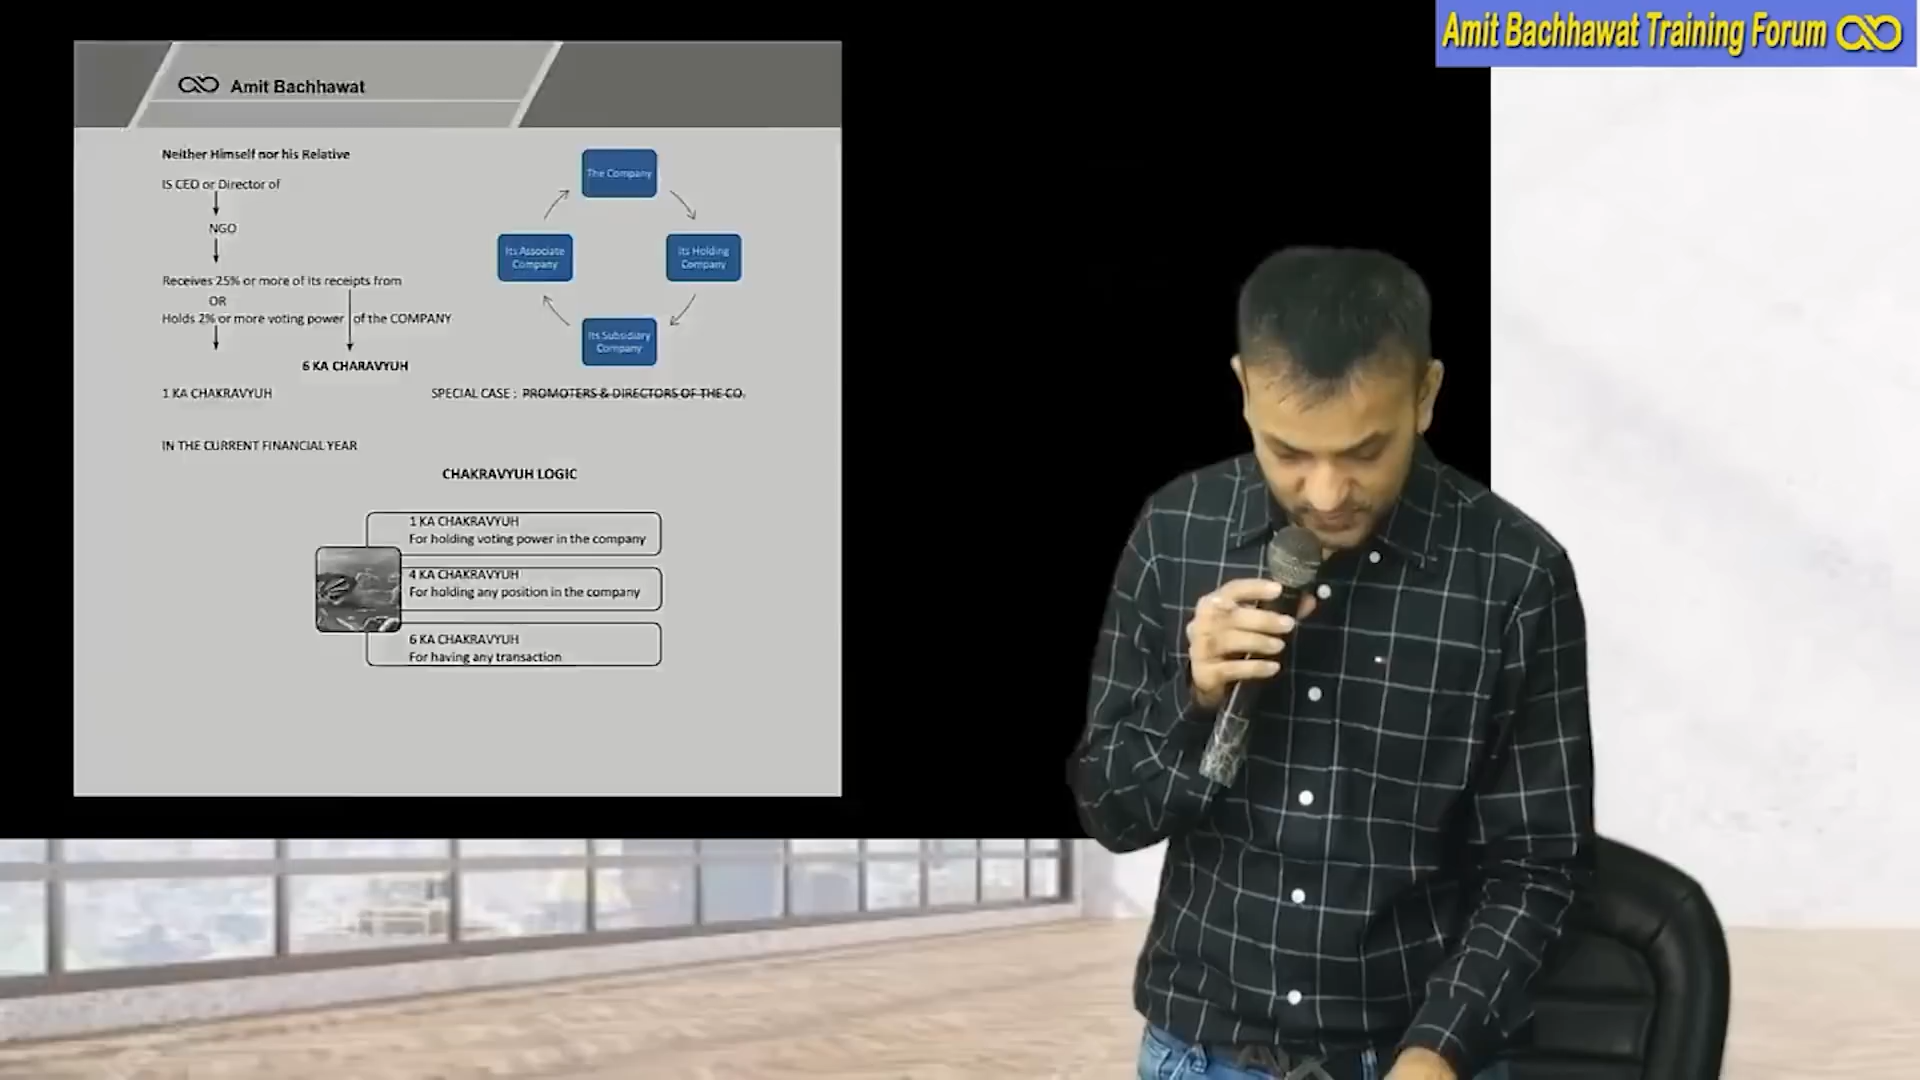 Amit Bachhawat Training Forum
Amit Bachhawat
Neither Himself nor his Relative
IS CEO or Director of
NGO
Receives 25% or more of its receipts from
OR
Holds 2% or more voting power of the COMPANY
6 KA CHARAVYUH
1 KA CHAKRAVYUH
The Company
Its Holding
Company
Its Subsidiary
Company
Its Associate
Company
SPECIAL CASE : PROMOTERS & DIRECTORS OF THE CO.
IN THE CURRENT FINANCIAL YEAR
CHAKRAVYUH LOGIC
1 KA CHAKRAVYUH
For holding voting power in the company
4 KA CHAKRAVYUH
For holding any position in the company
6 KA CHAKRAVYUH
For having any transaction